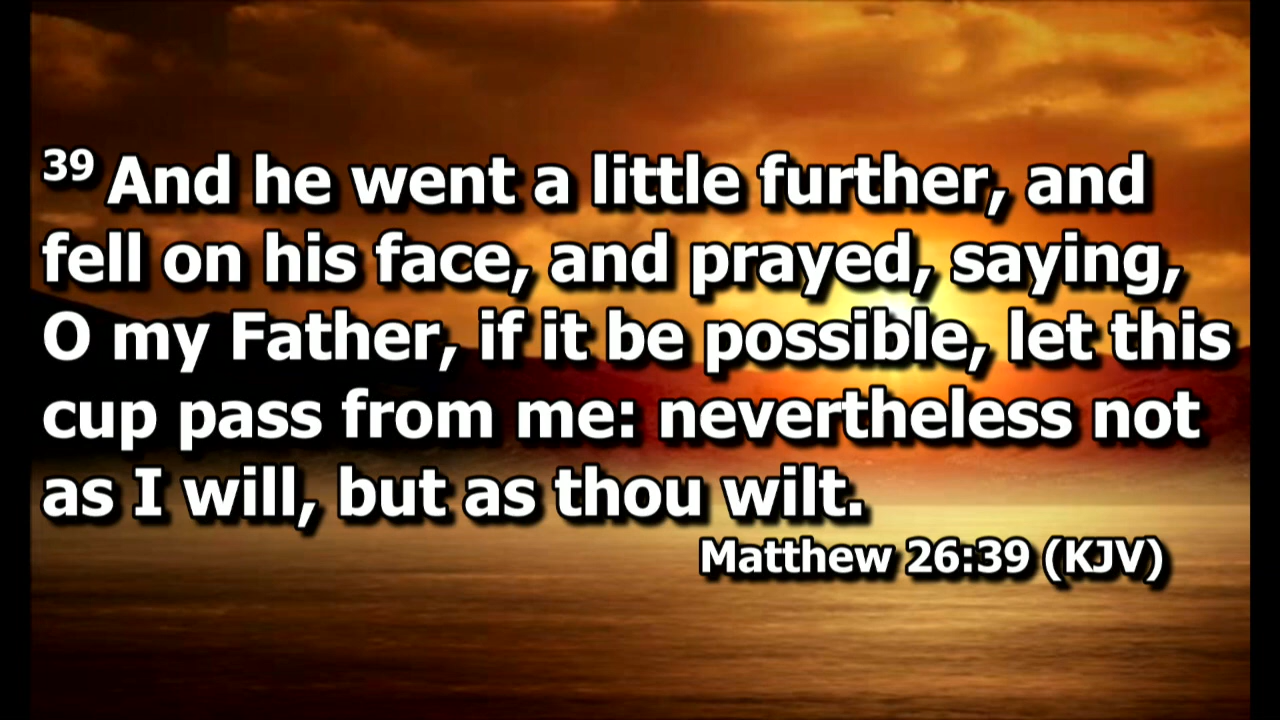 39 And he went a little further, and
fell on his face, and prayed, saying,
O my Father, if it be possible, let this
cup pass from me: nevertheless not
as I will, but as thou wilt.
Matthew 26:39 (KJV)